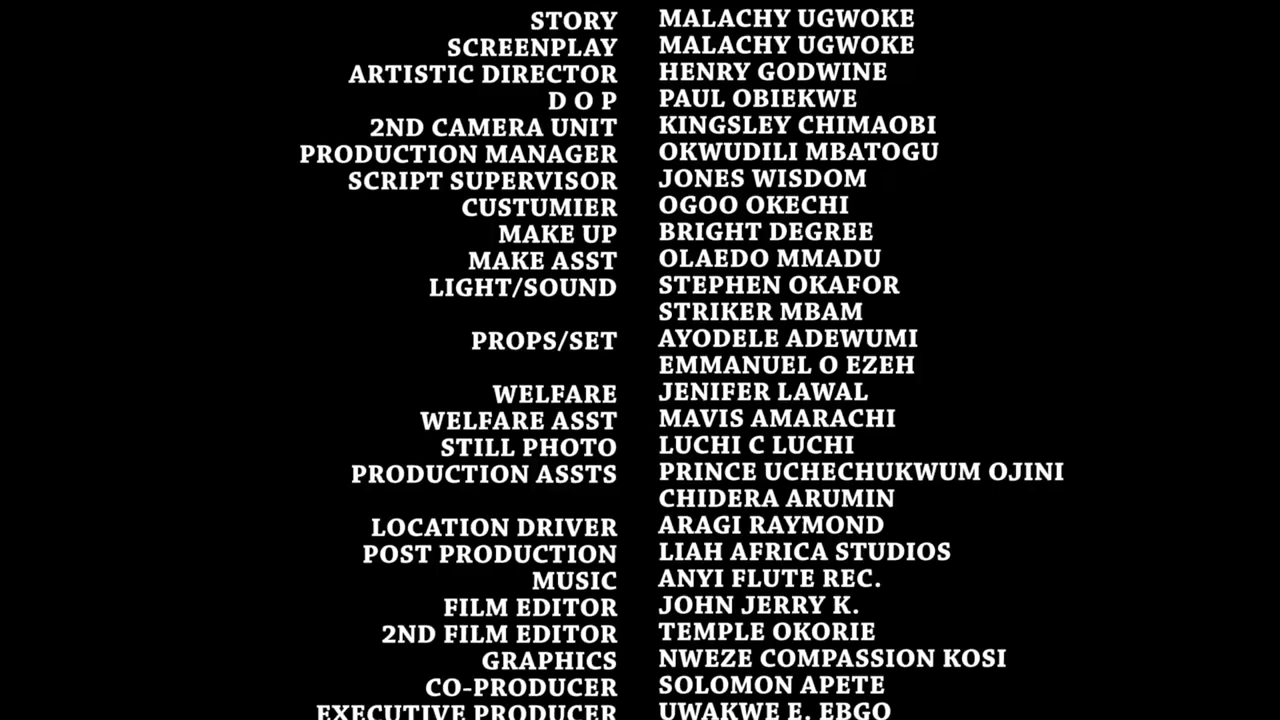 STORY MALACHY UGWOKE
SCREENPLAY MALACHY UGWOKE
ARTISTIC DIRECTOR HENRY GODWINE
D O P PAUL OBIEKWE
2ND CAMERA UNIT KINGSLEY CHIMAOBI
PRODUCTION MANAGER OKWUDILI MBATOGU
SCRIPT SUPERVISOR JONES WISDOM
CUSTUMIER OGOO OKECHI
MAKE UP BRIGHT DEGREE
MAKE ASST OLAEDO MMADU
LIGHT/SOUND STEPHEN OKAFOR
STRIKER MBAM
PROPS/SET AYODELE ADEWUMI
EMMANUEL O EZEH
WELFARE JENIFER LAWAL
WELFARE ASST MAVIS AMARACHI
STILL PHOTO LUCHI C LUCHI
PRODUCTION ASSTS PRINCE UCHECHUKWUM OJINI
CHIDERA ARUMIN
LOCATION DRIVER ARAGI RAYMOND
POST PRODUCTION LIAH AFRICA STUDIOS
MUSIC ANYI FLUTE REC.
FILM EDITOR JOHN JERRY K.
2ND FILM EDITOR TEMPLE OKORIE
GRAPHICS NWEZE COMPASSION KOSI
CO-PRODUCER SOLOMON APETE
EXECUTIVE PRODUCER UWAKWE E. EBGO